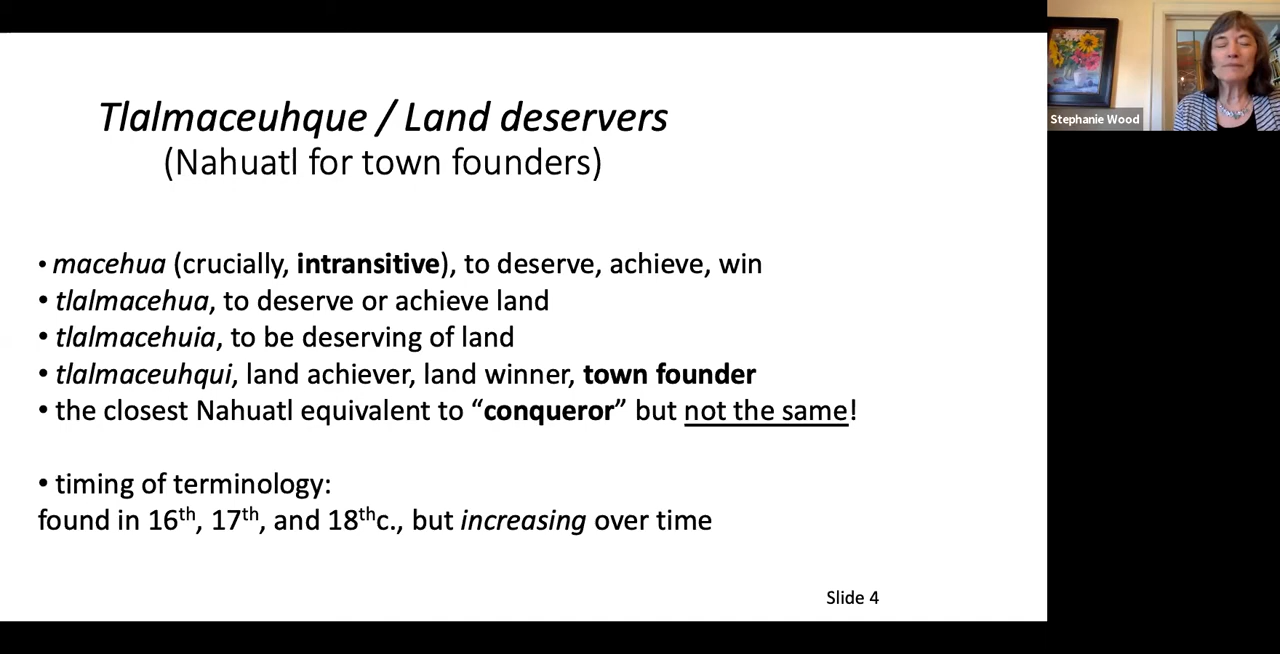 Tlalmaceuhque / Land deservers
(Nahuatl for town founders)
• macehua (crucially, intransitive), to deserve, achieve, win
• tlalmacehua, to deserve or achieve land
• tlalmacehuia, to be deserving of land
• tlalmaceuhqui, land achiever, land winner, town founder
• the closest Nahuatl equivalent to “conqueror” but not the same!
• timing of terminology:
found in 16th, 17th, and 18thc., but increasing over time
Slide 4
Stephanie Wood